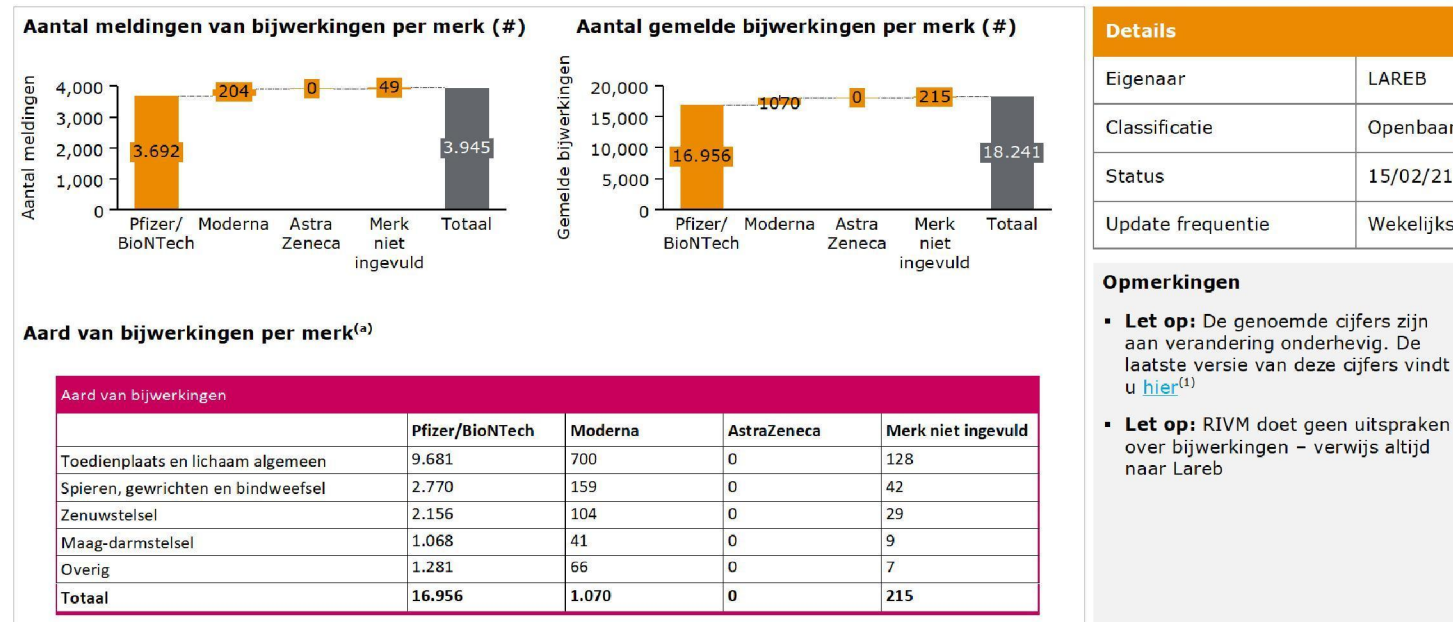 Aantal meldingen van bijwerkingen per merk (#)
Aantal meldingen
4,000
3,000
2,000
1,000
0
3.692
204
0
49
3.945
Pfizer/ Moderna Astra Merk Totaal
BioNTech Zeneca niet
ingevuld
Aantal gemelde bijwerkingen per merk (#)
Gemelde bijwerkingen
20,000
15,000
10,000
5,000
0
16.956
1070
0
215
18.241
Pfizer/ Moderna Astra Merk Totaal
BioNTech Zeneca niet
ingevuld
Aard van bijwerkingen per merk(a)
Aard van bijwerkingen
Pfizer/BioNTech Moderna AstraZeneca Merk niet ingevuld
Toedienplaats en lichaam algemeen 9.681 700 0 128
Spieren, gewrichten en bindweefsel 2.770 159 0 42
Zenuwstelsel 2.156 104 0 29
Maag-darmstelsel 1.068 41 0 9
Overig 1.281 66 0 7
Totaal 16.956 1.070 0 215
Details
Eigenaar LAREB
Classificatie Openbaar
Status 15/02/21
Update frequentie Wekelijks
Opmerkingen
▪ Let op: De genoemde cijfers zijn
aan verandering onderhevig. De
laatste versie van deze cijfers vindt
u hier(1)
▪ Let op: RIVM doet geen uitspraken
over bijwerkingen – verwijs altijd
naar Lareb